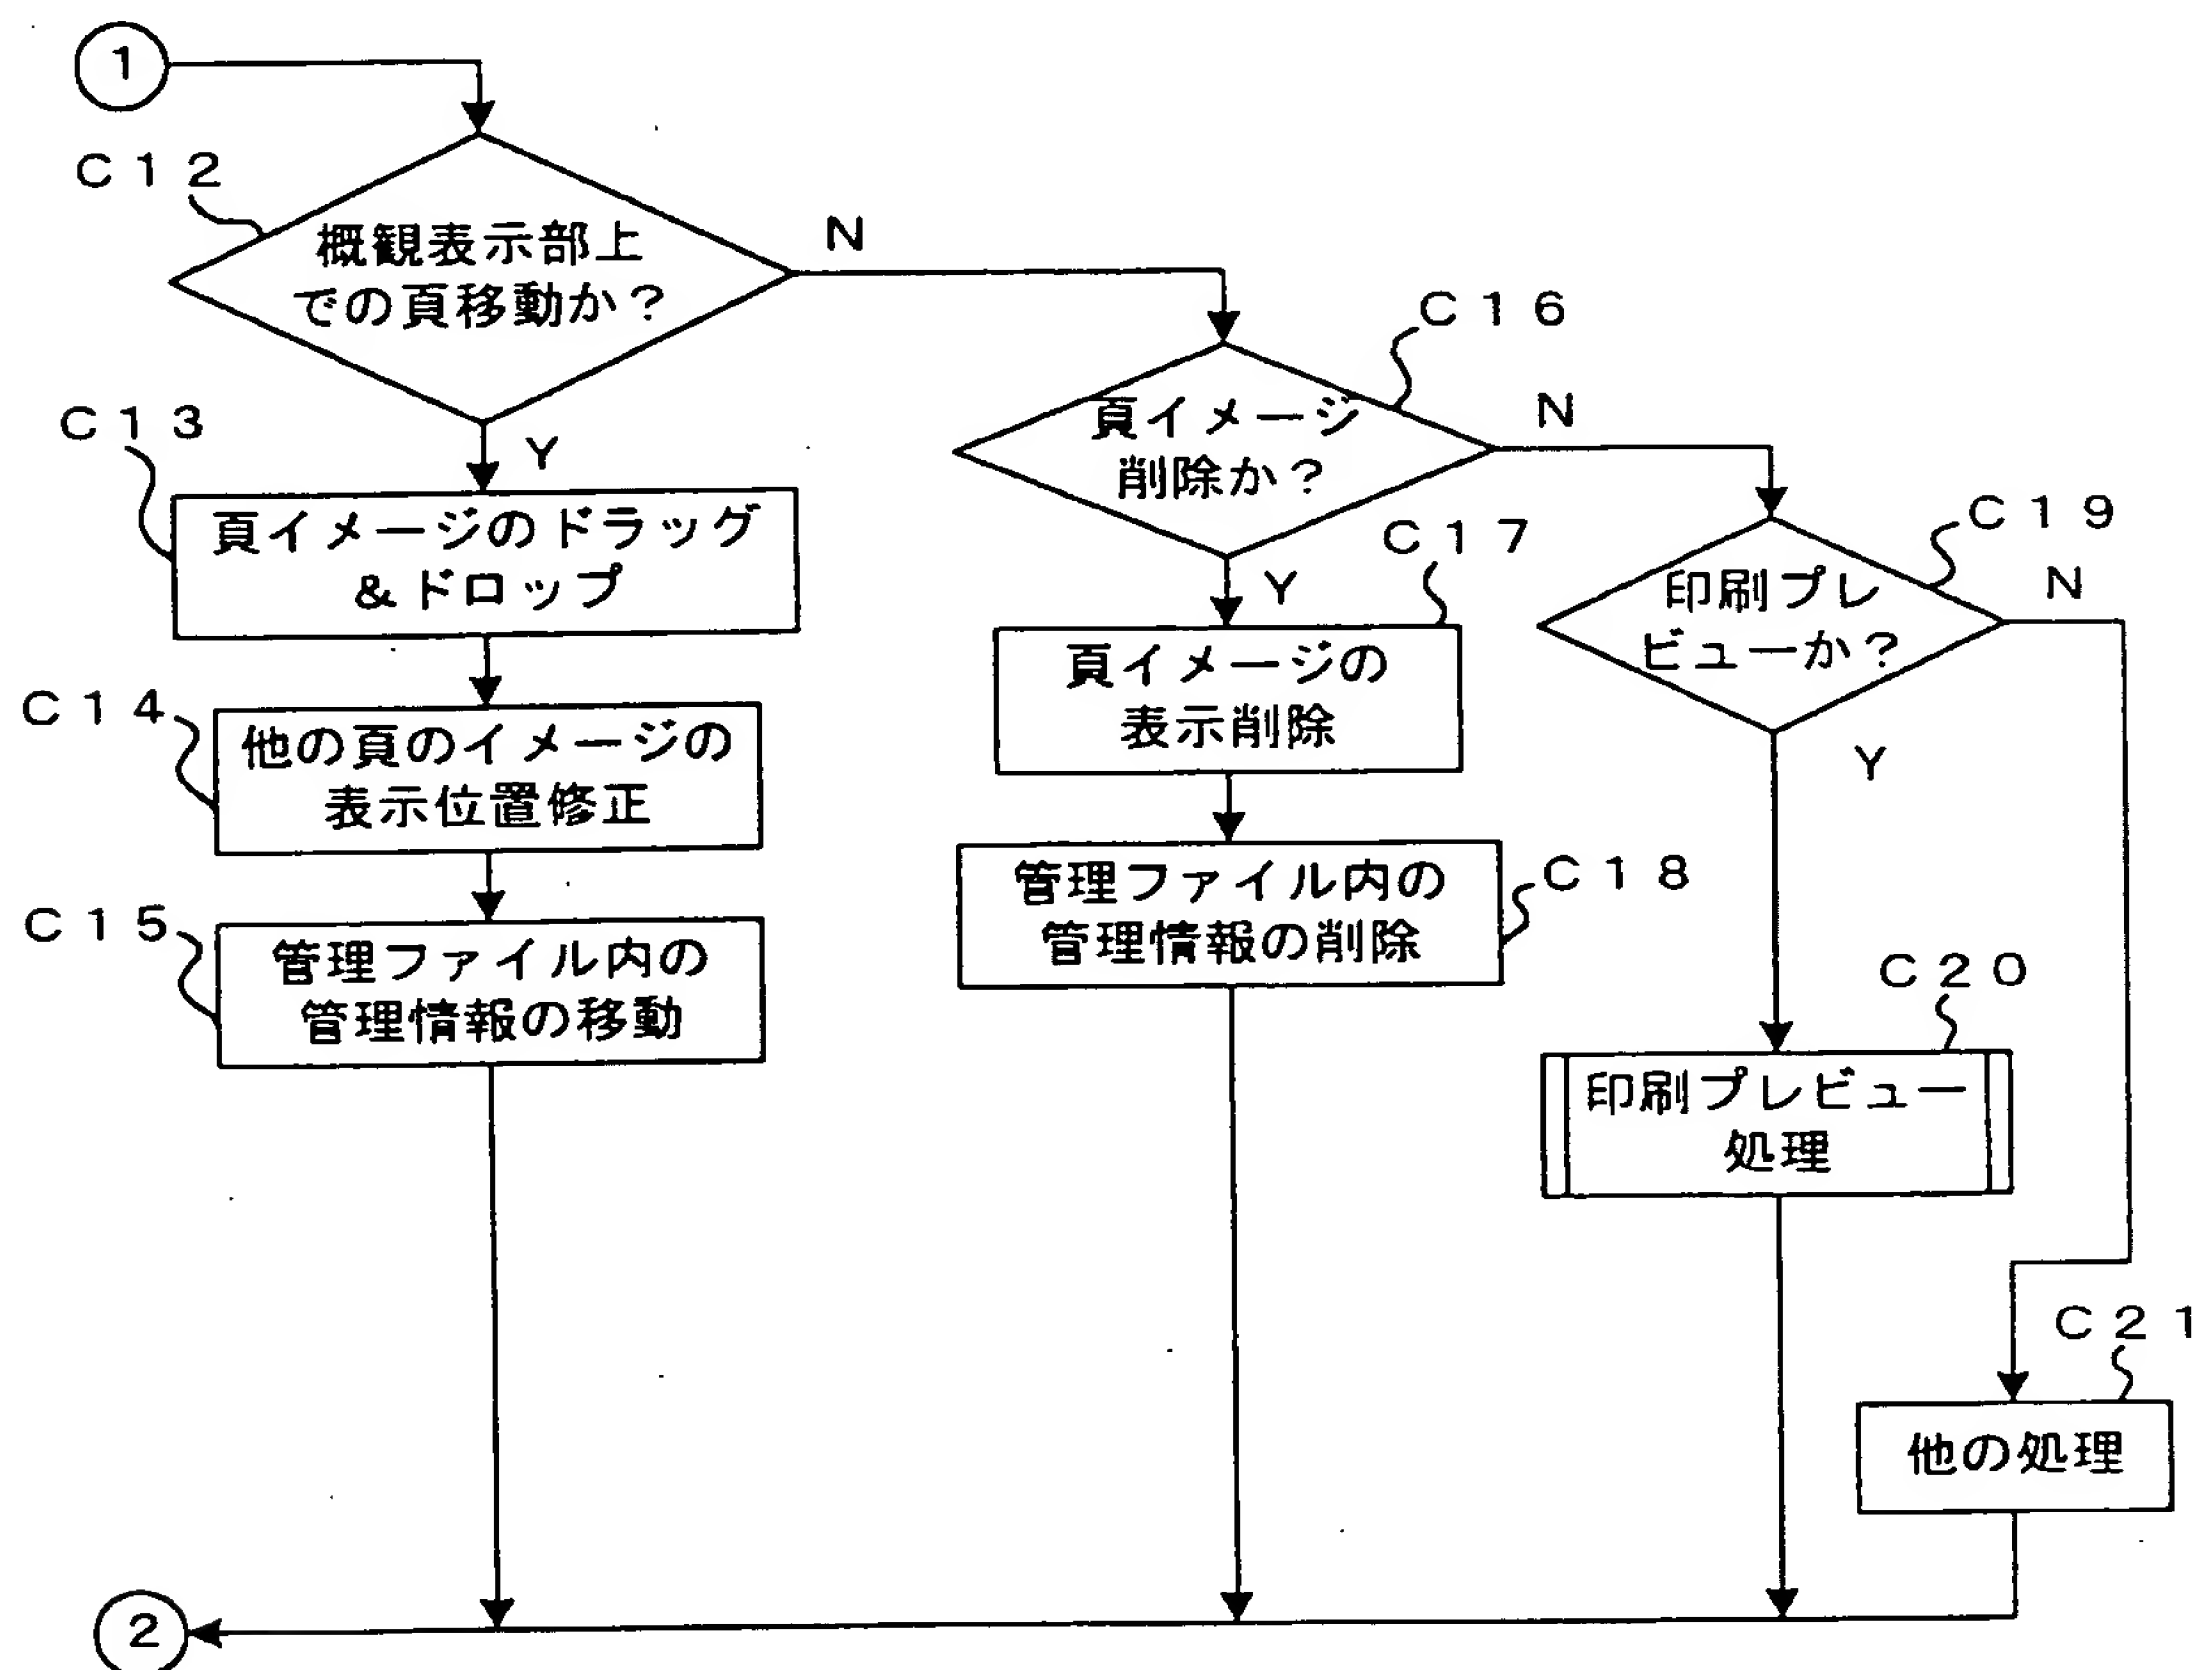 1
C12
概観表示部上
での頁移動か?
N
Y
C13
頁イメージのドラッグ
&ドロップ
C14
他の頁のイメージの
表示位置修正
C15
管理ファイル内の
管理情報の移動
C16
頁イメージ
削除か?
N
Y
C17
頁イメージの
表示削除
C18
管理ファイル内の
管理情報の削除
C19
印刷プレ
ビューか?
N
Y
C20
印刷プレビュー
処理
C21
他の処理
2